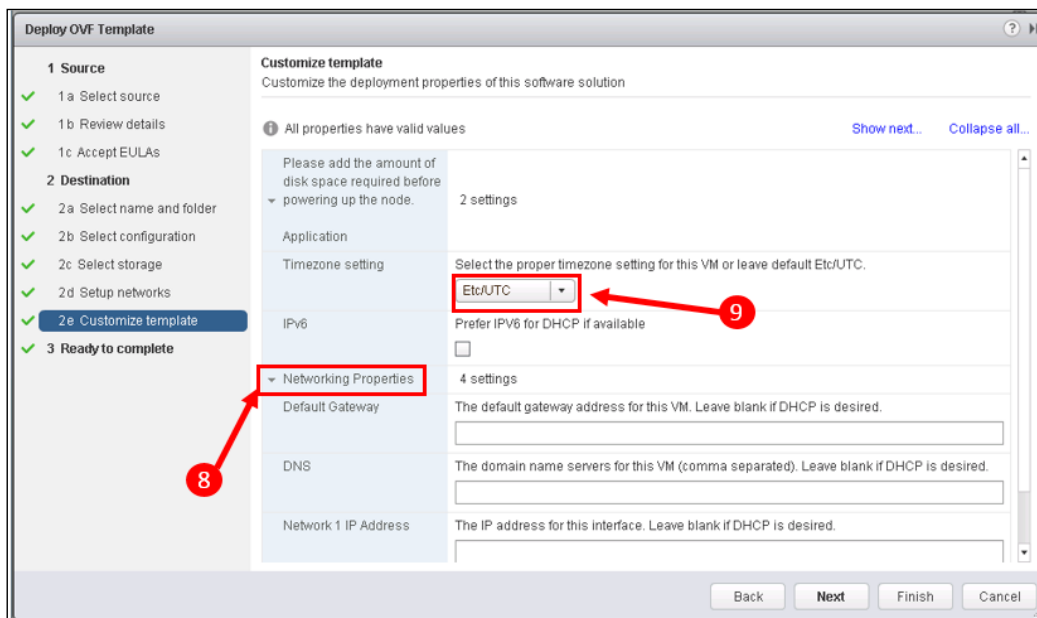 Deploy OVF Template
?
1 Source
1a Select source
1b Review details
1c Accept EULAs
2 Destination
2a Select name and folder
2b Select configuration
2c Select storage
2d Setup networks
2e Customize template
3 Ready to complete
Customize template
Customize the deployment properties of this software solution
All properties have valid values
Show next...
Collapse all...
Please add the amount of
disk space required before
powering up the node.
Application
2 settings
Timezone setting
Select the proper timezone setting for this VM or leave default Etc/UTC.
Etc/UTC
9
IPv6
Prefer IPV6 for DHCP if available
Networking Properties
4 settings
8
Default Gateway
The default gateway address for this VM. Leave blank if DHCP is desired.
DNS
The domain name servers for this VM (comma separated). Leave blank if DHCP is desired.
Network 1 IP Address
The IP address for this interface. Leave blank if DHCP is desired.
Back
Next
Finish
Cancel